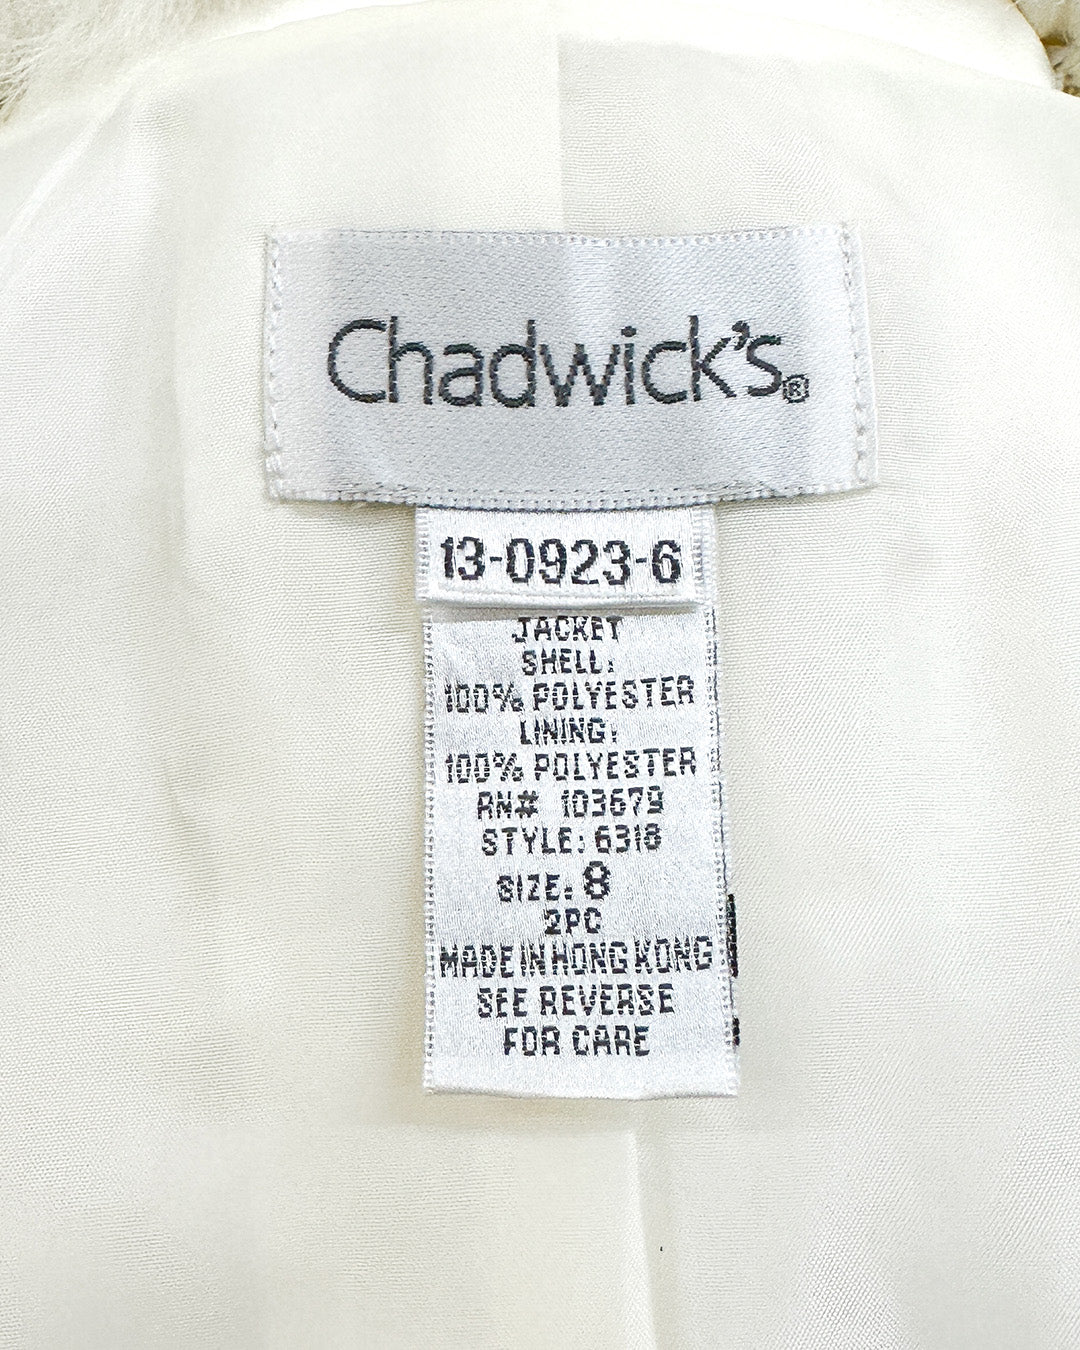 Chadwick's®
13-0923-6
JACKET
SHELL:
100% POLYESTER
LINING:
100% POLYESTER
RN# 103679
STYLE: 6318
SIZE: 8
2PC
MADE IN HONG KONG
SEE REVERSE
FOR CARE